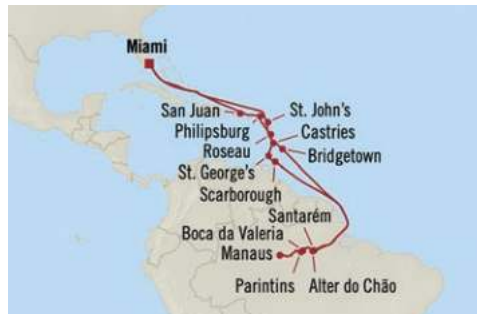 Miami
San Juan
St. John's
Philipsburg
Castries
Roseau
Bridgetown
St. George's
Scarborough
Santarém
Boca da Valeria
Manaus
Parintins
Alter do Chão